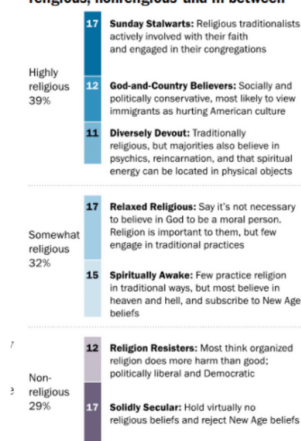 religious, nonreligious and in between
17 Sunday Stalwarts: Religious traditionalists
actively involved with their faith
and engaged in their congregations
Highly
religious
39%
12 God-and-Country Believers: Socially and
politically conservative, most likely to view
immigrants as hurting American culture
11 Diversely Devout: Traditionally
religious, but majorities also believe in
psychics, reincarnation, and that spiritual
energy can be located in physical objects
17 Relaxed Religious: Say it's not necessary
to believe in God to be a moral person.
Religion is important to them, but few
engage in traditional practices
Somewhat
religious
32%
15 Spiritually Awake: Few practice religion
in traditional ways, but most believe in
heaven and hell, and subscribe to New Age
beliefs
12 Religion Resisters: Most think organized
religion does more harm than good;
politically liberal and Democratic
Non-
religious
29%
17 Solidly Secular: Hold virtually no
religious beliefs and reject New Age beliefs